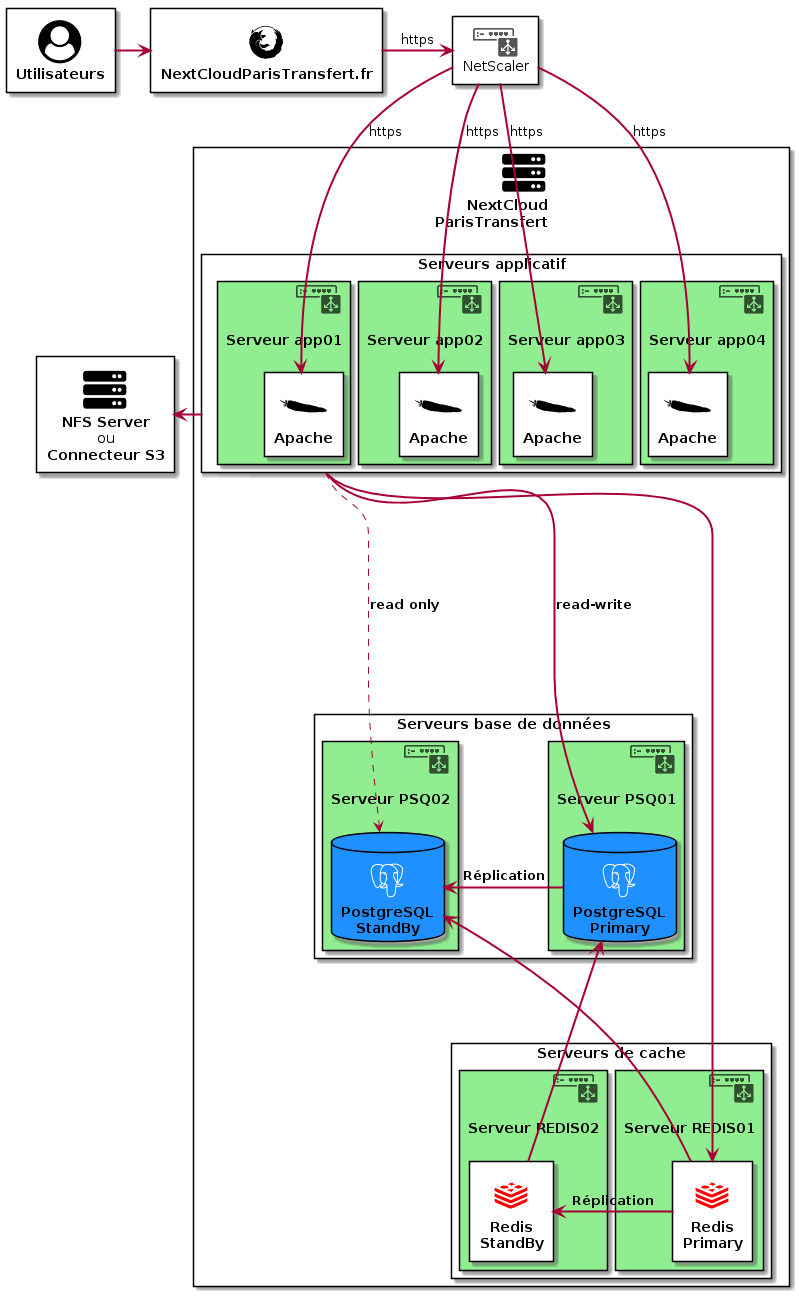 Utilisateurs
NextCloudParisTransfert.fr
https
NetScaler
https
https
https
https
NextCloud
ParisTransfert
Serveurs applicatif
Serveur app01
Serveur app02
Serveur app03
Serveur app04
Apache
Apache
Apache
Apache
NFS Server
ou
Connecteur S3
read only
read-write
Serveurs base de données
Serveur PSQ02
Serveur PSQ01
Réplication
PostgreSQL
StandBy
PostgreSQL
Primary
Serveurs de cache
Serveur REDIS02
Serveur REDIS01
Réplication
Redis
StandBy
Redis
Primary